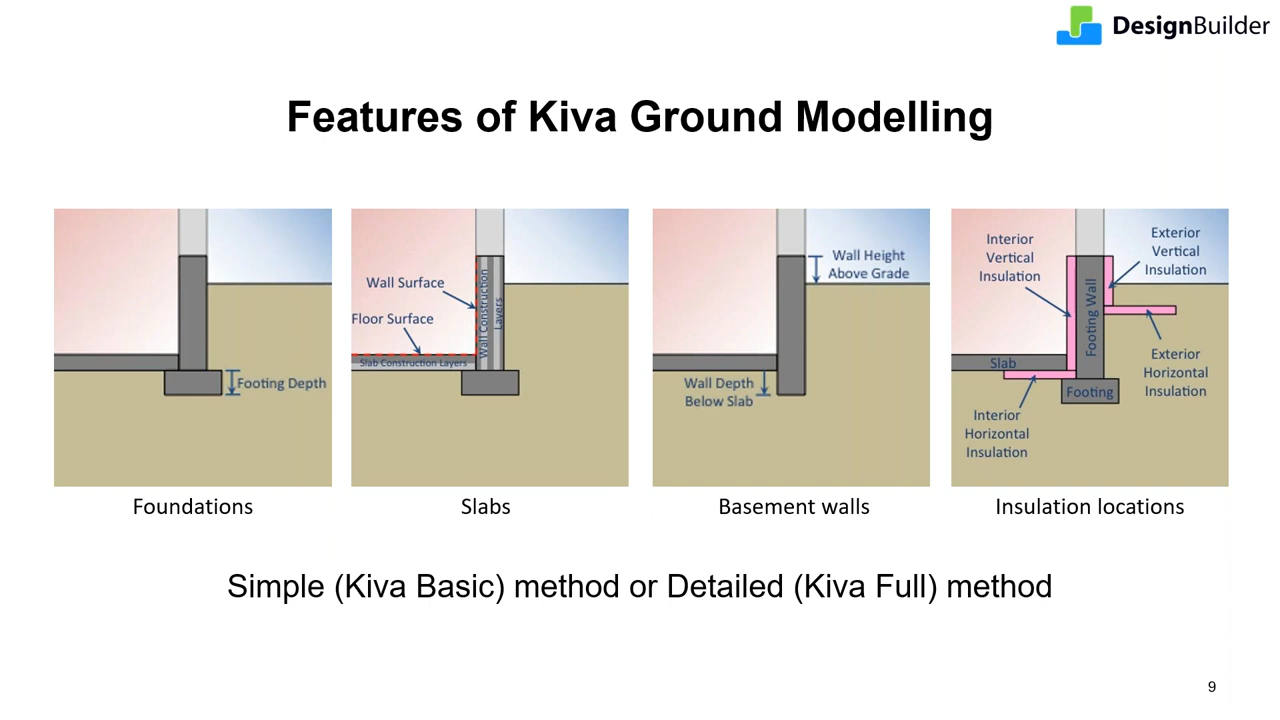 DesignBuilder
Features of Kiva Ground Modelling
Footing Depth
Foundations
Wall Surface
Floor Surface
Wall Construction
Layers
Slab Construction Layers
Slabs
Wall Height
Above Grade
Wall Depth
Below Slab
Basement walls
Interior
Vertical
Insulation
Exterior
Vertical
Insulation
Footing Wall
Slab
Footing
Exterior
Horizontal
Insulation
Interior
Horizontal
Insulation
Insulation locations
Simple (Kiva Basic) method or Detailed (Kiva Full) method
9